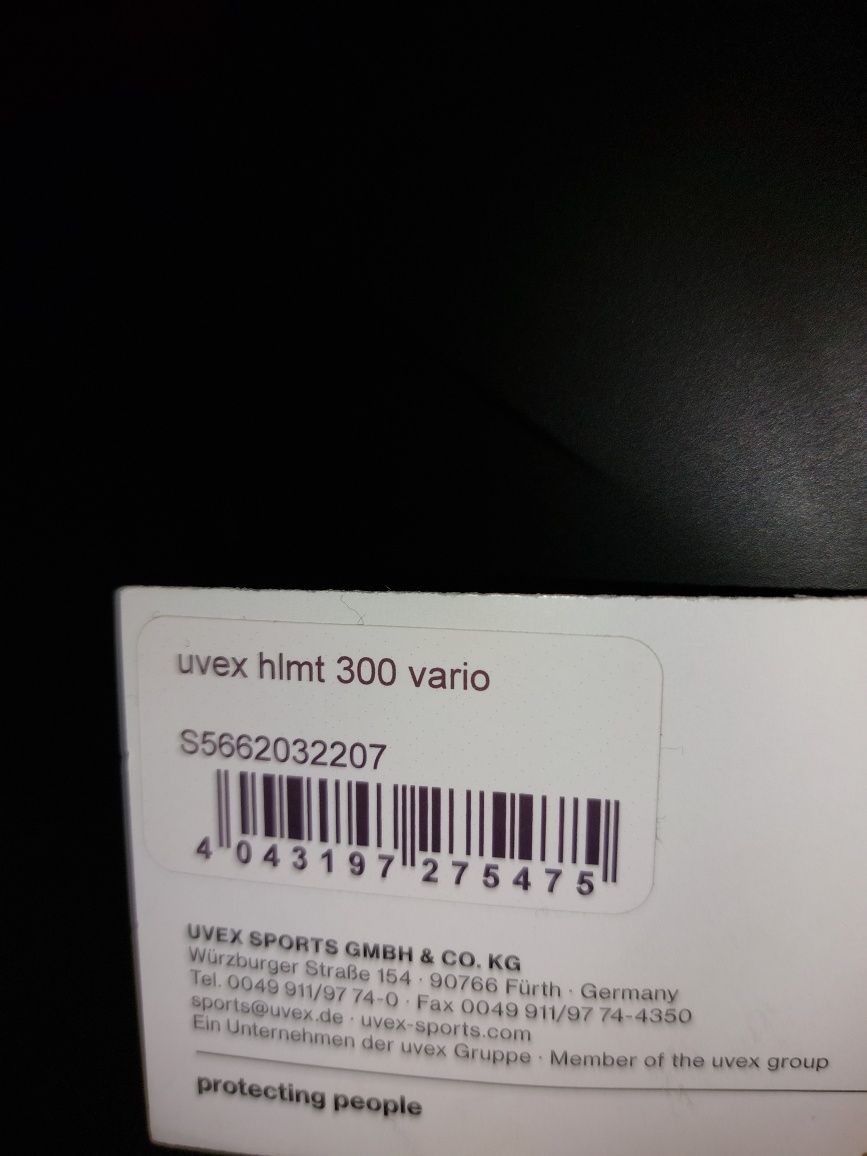 uvex hlmt 300 vario
S5662032207
4 043197 275475
UVEX SPORTS GMBH & CO. KG
Würzburger Straße 154 · 90766 Fürth · Germany
Tel. 0049 911/97 74-0 · Fax 0049 911/97 74-4350
sports@uvex.de · uvex-sports.com
Ein Unternehmen der uvex Gruppe · Member of the uvex group
protecting people